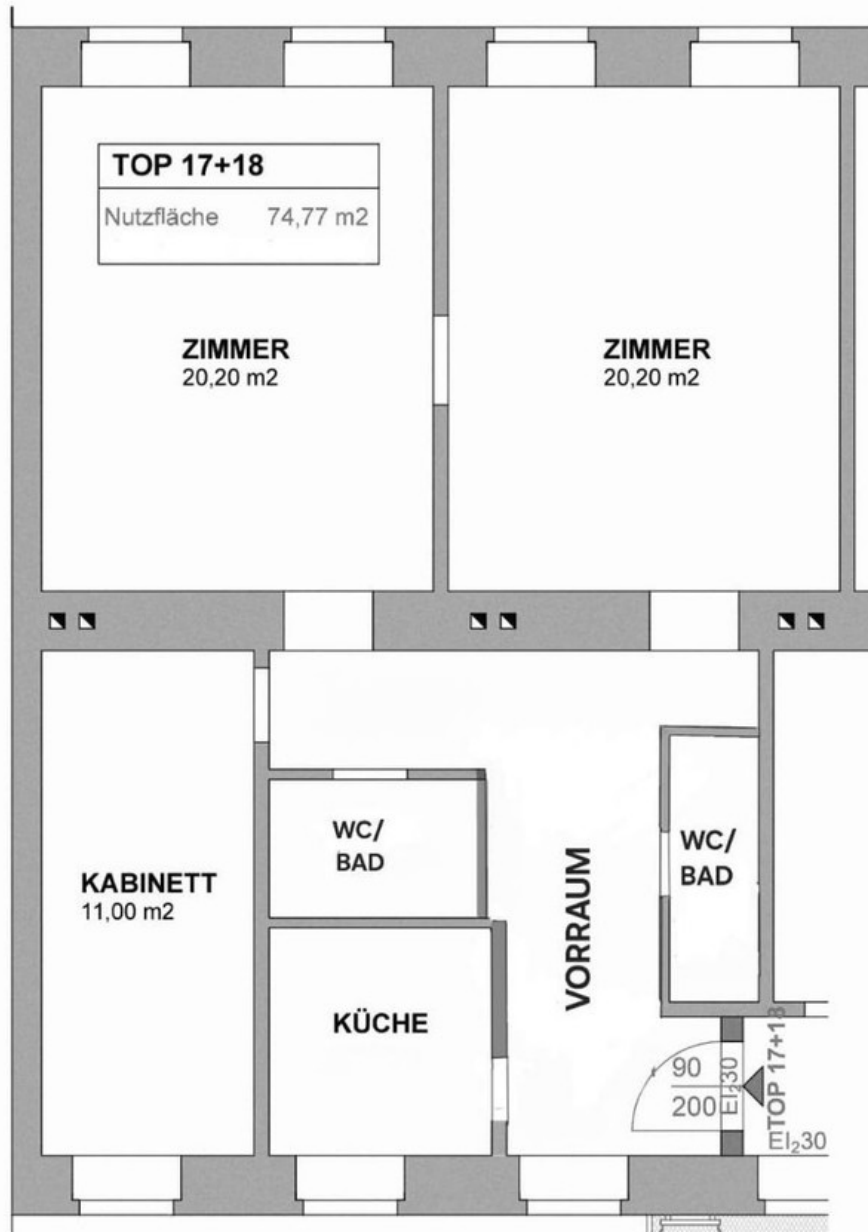 TOP 17+18
Nutzfläche 74,77 m2
ZIMMER
20,20 m2
ZIMMER
20,20 m2
WC/
BAD
WC/
BAD
KABINETT
11,00 m2
VORRAUM
KÜCHE
90
200
EI₂30
TOP 17+18
EI₂30